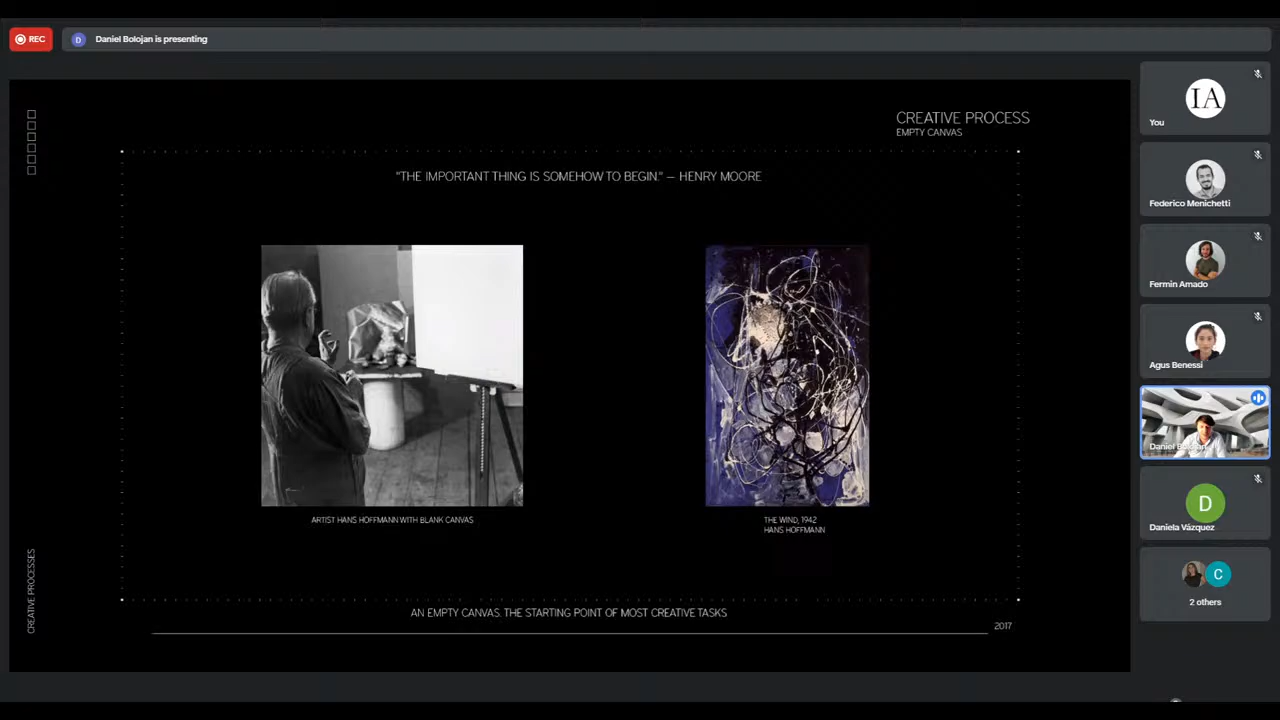 REC
D
Daniel Bolojan is presenting
CREATIVE PROCESS
EMPTY CANVAS
"THE IMPORTANT THING IS SOMEHOW TO BEGIN." – HENRY MOORE
ARTIST HANS HOFFMANN WITH BLANK CANVAS
THE WIND, 1942
HANS HOFFMANN
AN EMPTY CANVAS. THE STARTING POINT OF MOST CREATIVE TASKS
2017
CREATIVE PROCESSES
IA
You
Federico Menichetti
Fermin Amado
Agus Benessi
Daniel
D
Daniela Vázquez
C
2 others